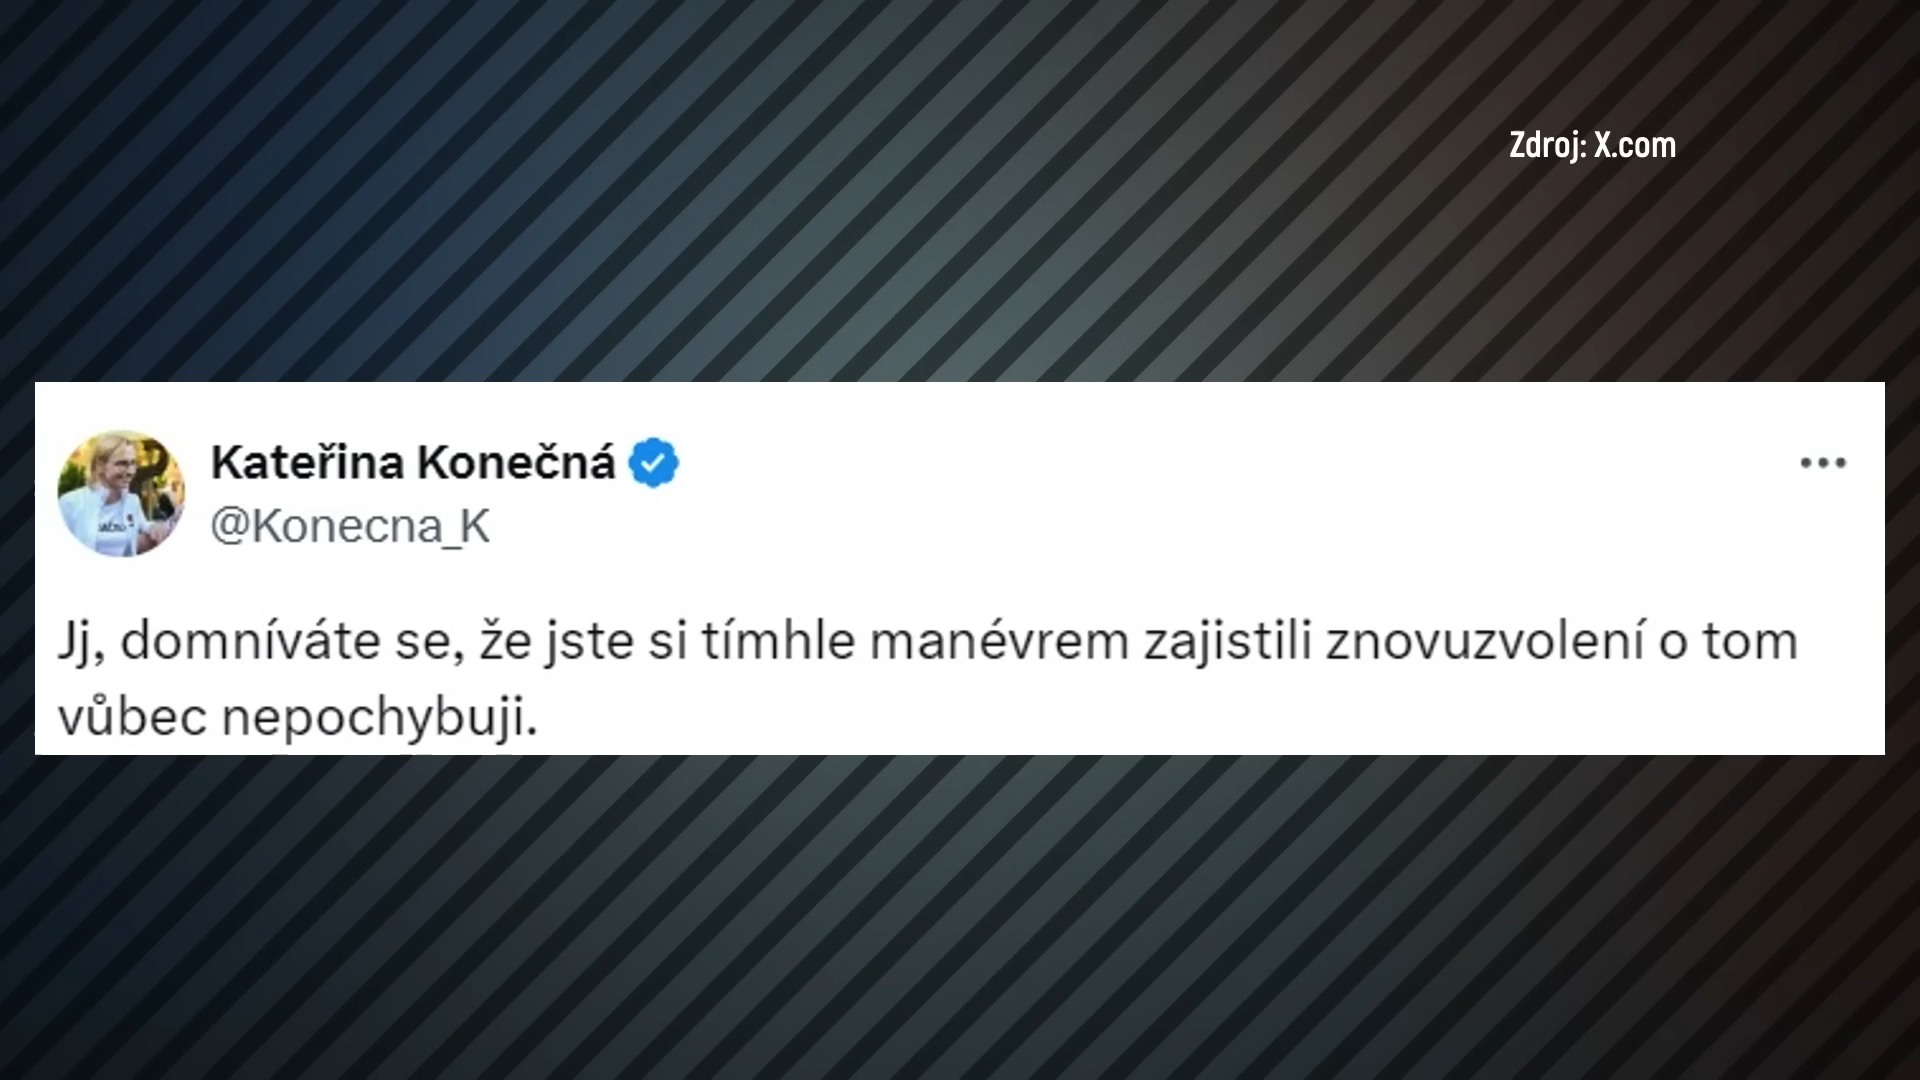 Zdroj: X.com
Kateřina Konečná
@Konecna_K
Jj, domníváte se, že jste si tímhle manévrem zajistili znovuzvolení o tom
vůbec nepochybuji.